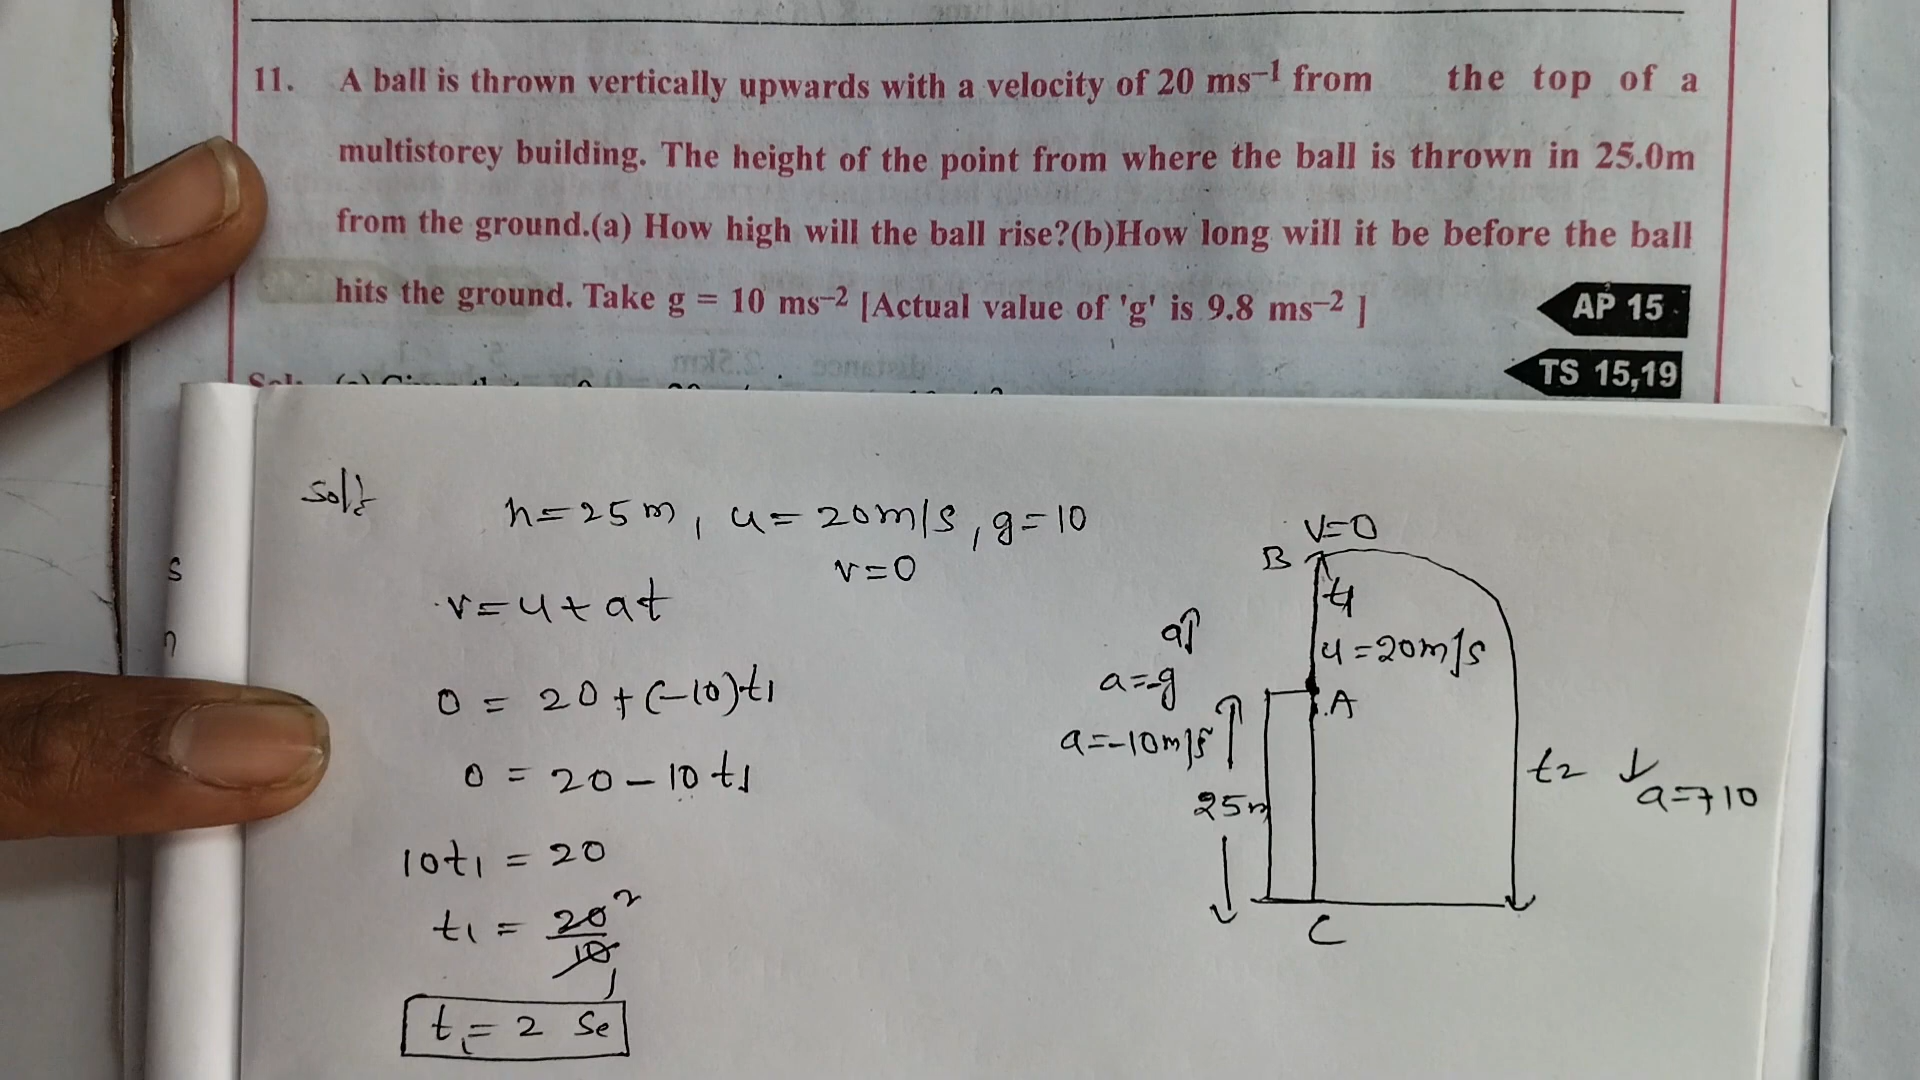 11. A ball is thrown vertically upwards with a velocity of 20 ms⁻¹ from the top of a
multistorey building. The height of the point from where the ball is thrown in 25.0m
from the ground.(a) How high will the ball rise?(b)How long will it be before the ball
hits the ground. Take g = 10 ms⁻² [Actual value of 'g' is 9.8 ms⁻² ]
AP 15
TS 15,19
Sol:
h=25m, u=20m/s, g=10
v=0
v=u+at
0 = 20+(-10)t1
0 = 20-10t1
10t1 = 20
t1 = 20/10 2 1
t1 = 2 Se
V=0
B
t1
u=20m/s
a↑
a=-g
A
a=-10m/s²
25m
t2
a=+10
C
s
n